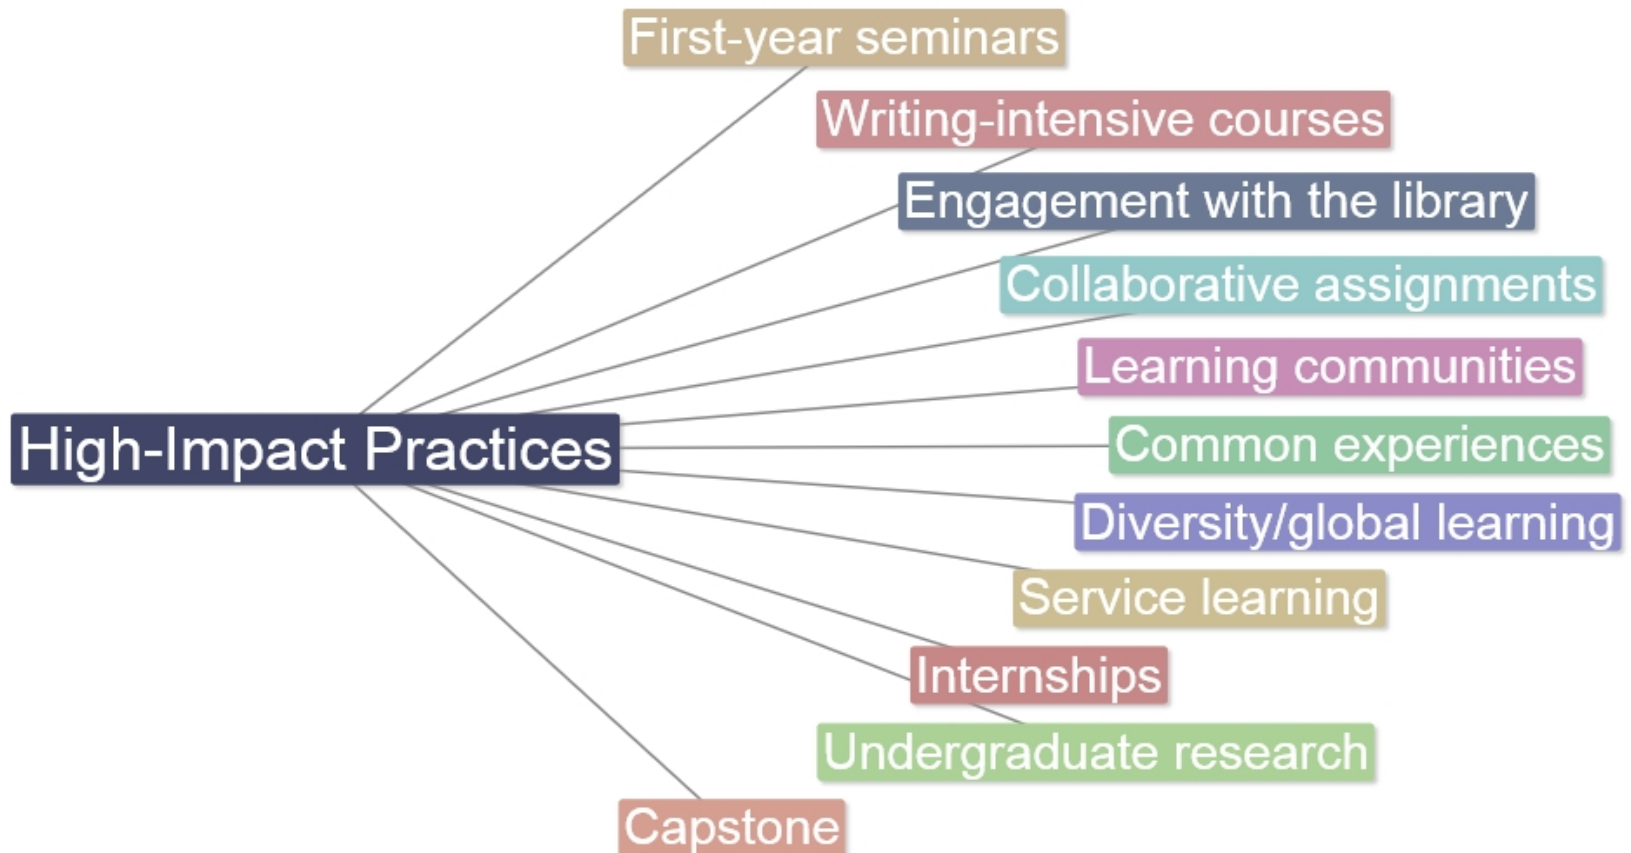 First-year seminars
Writing-intensive courses
Engagement with the library
Collaborative assignments
Learning communities
High-Impact Practices
Common experiences
Diversity/global learning
Service learning
Internships
Undergraduate research
Capstone